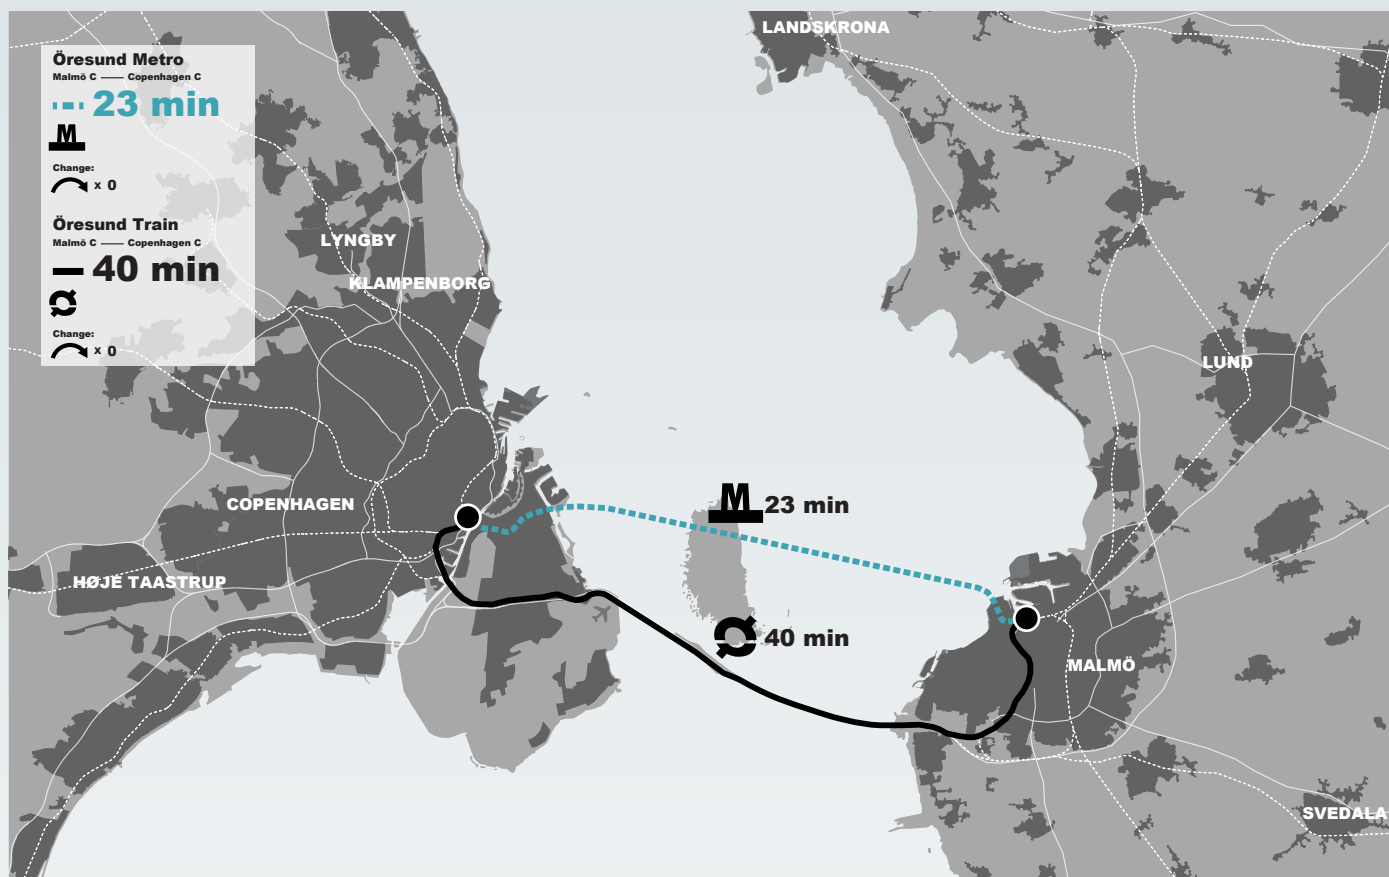 Öresund Metro
Malmö C —— Copenhagen C
23 min
M
Change:
x 0
Öresund Train
Malmö C —— Copenhagen C
40 min
Change:
x 0
LANDSKRONA
LYNGBY
KLAMPENBORG
LUND
COPENHAGEN
M 23 min
HØJE TAASTRUP
40 min
MALMÖ
SVEDALA